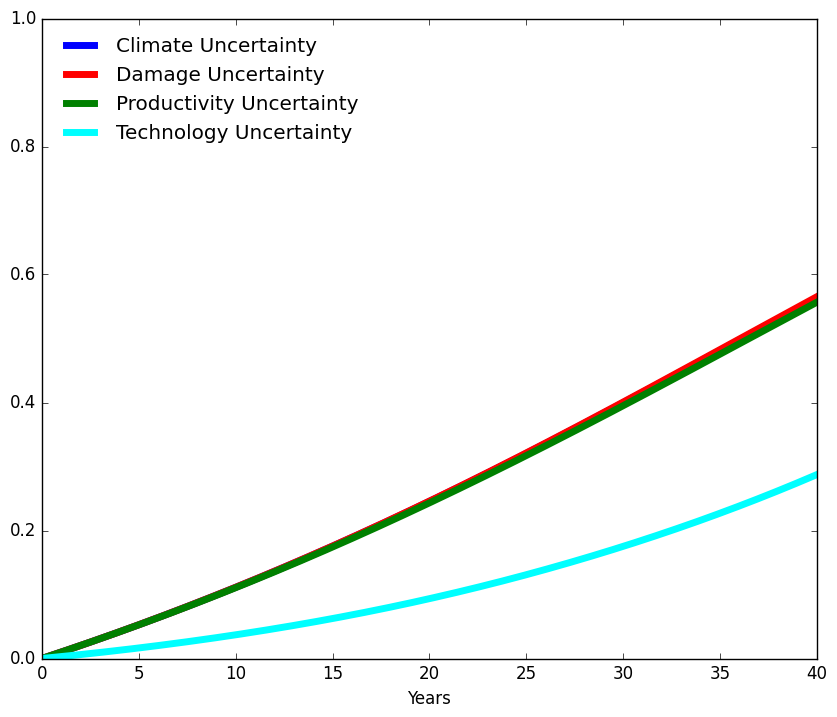 1.0
Climate Uncertainty
Damage Uncertainty
Productivity Uncertainty
Technology Uncertainty
0.8
0.6
0.4
0.2
0.0
0 5 10 15 20 25 30 35 40
Years